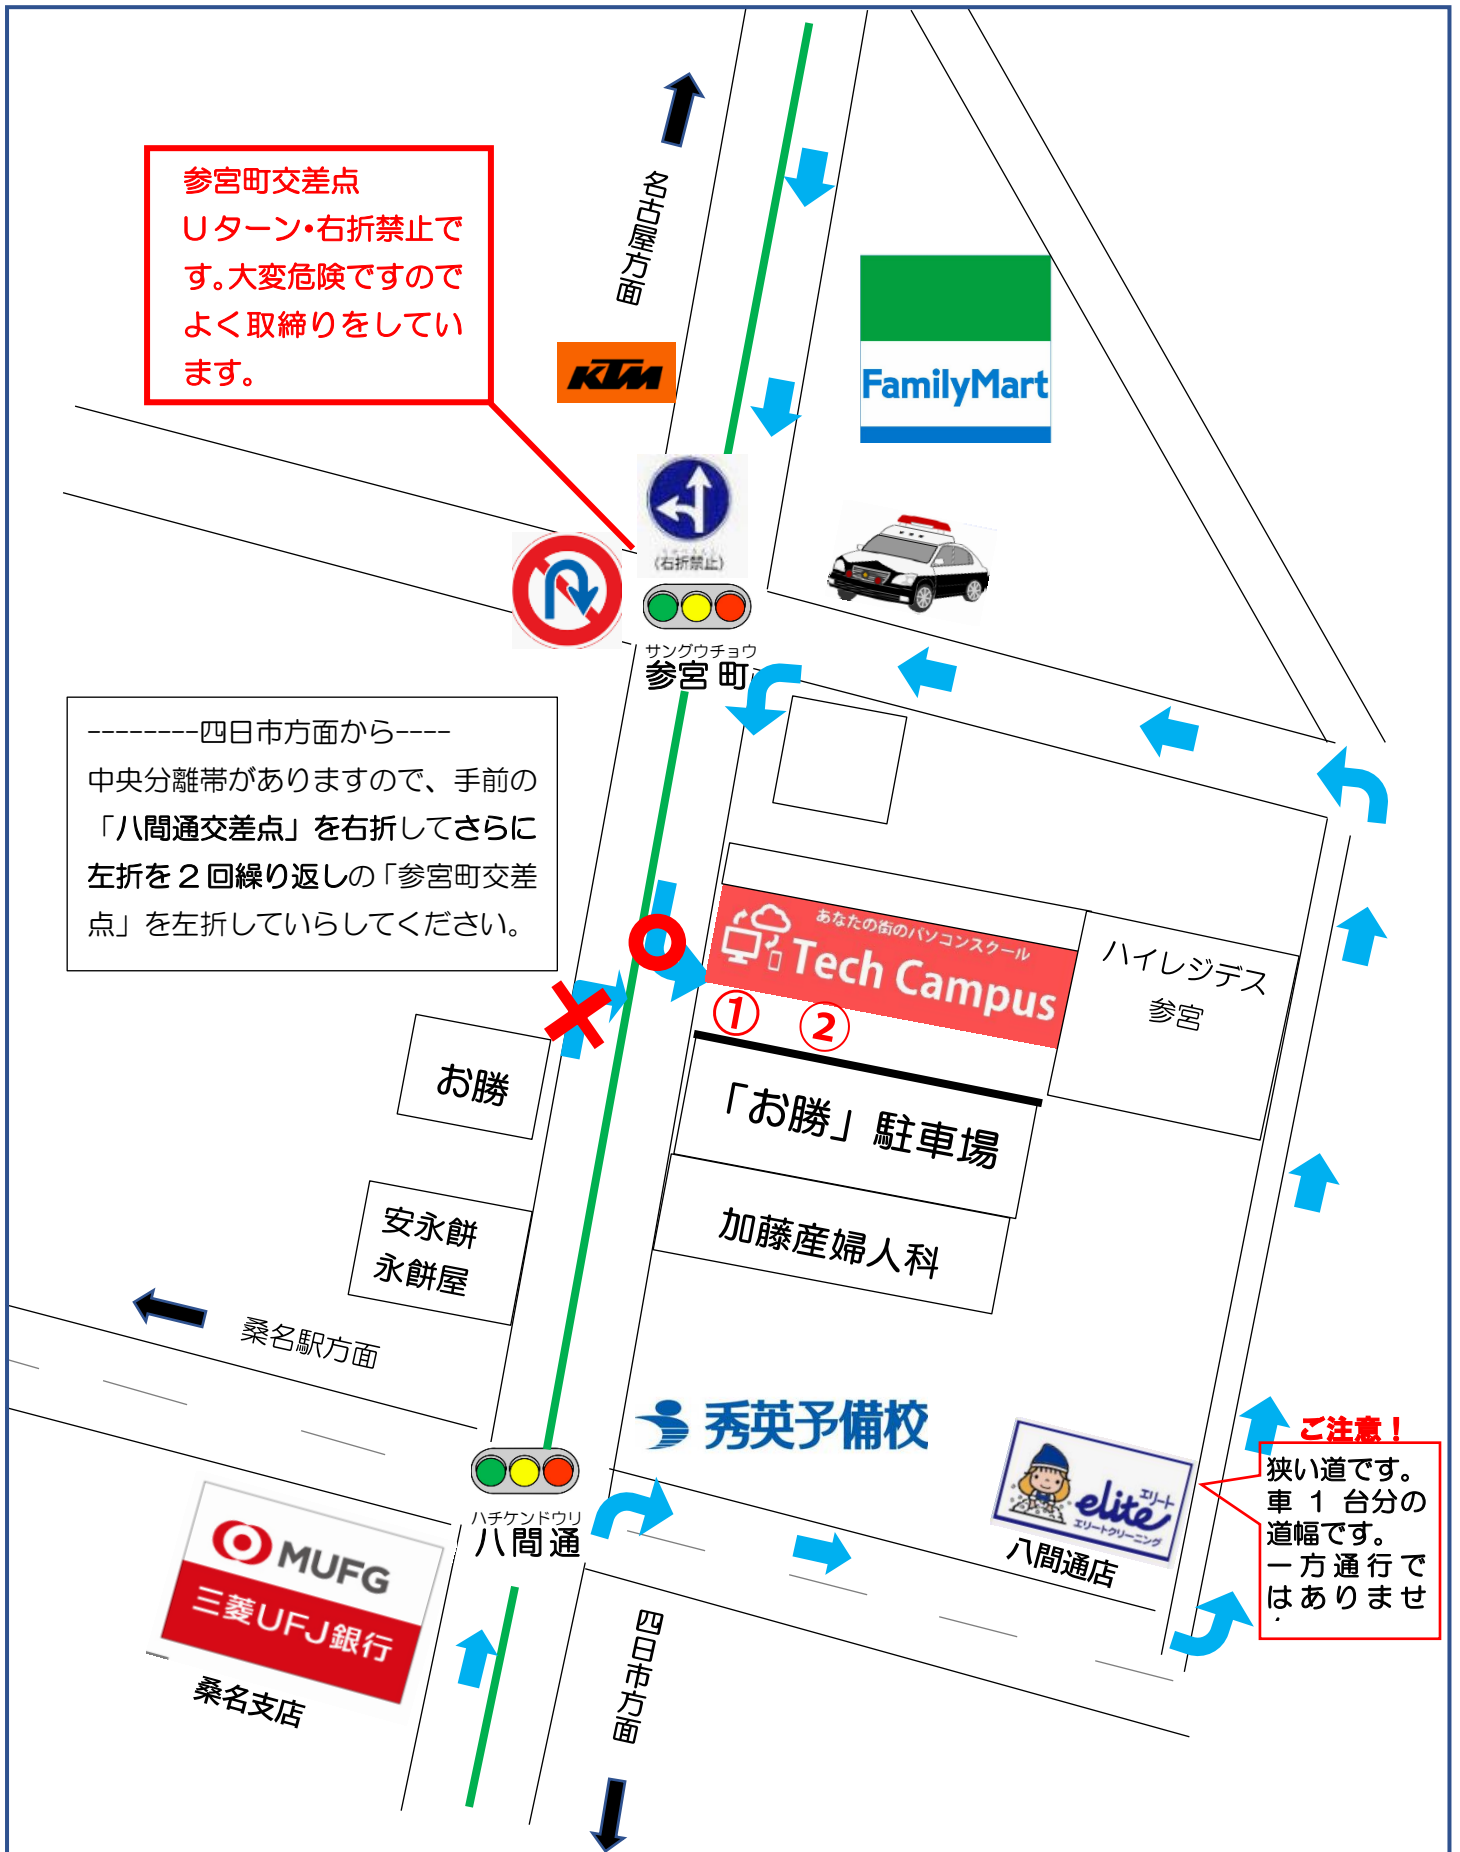 参宮町交差点
Uターン・右折禁止で
す。大変危険ですので
よく取締りをしてい
ます。
名古屋方面
KTM
FamilyMart
(右折禁止)
サングウチョウ
参宮 町
--------四日市方面から----
中央分離帯がありますので、手前の
「八間通交差点」を右折してさらに
左折を2回繰り返しの「参宮町交差
点」を左折していらしてください。
あなたの街のパソコンスクール
Tech Campus
① ②
ハイレジデス
参宮
お勝
「お勝」駐車場
安永餅
永餅屋
加藤産婦人科
桑名駅方面
秀英予備校
ハチケンドウリ
八間通
elite エリート
エリートクリーニング
八間通店
ご注意！
狭い道です。
車 1 台分の
道幅です。
一方通行で
はありませ
MUFG
三菱UFJ銀行
桑名支店
四日市方面